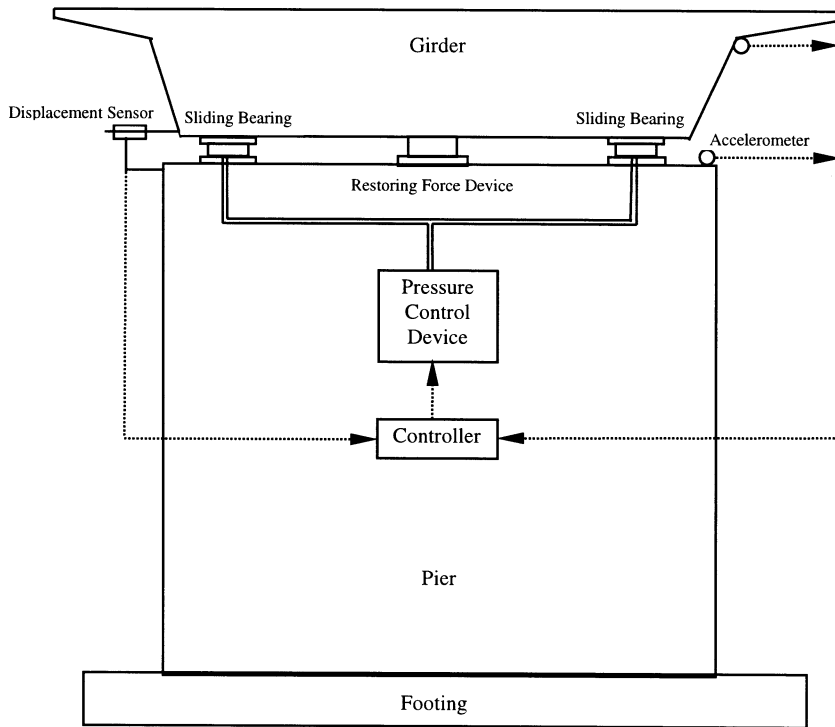 Girder
Displacement Sensor
Sliding Bearing
Sliding Bearing
Accelerometer
Restoring Force Device
Pressure
Control
Device
Controller
Pier
Footing